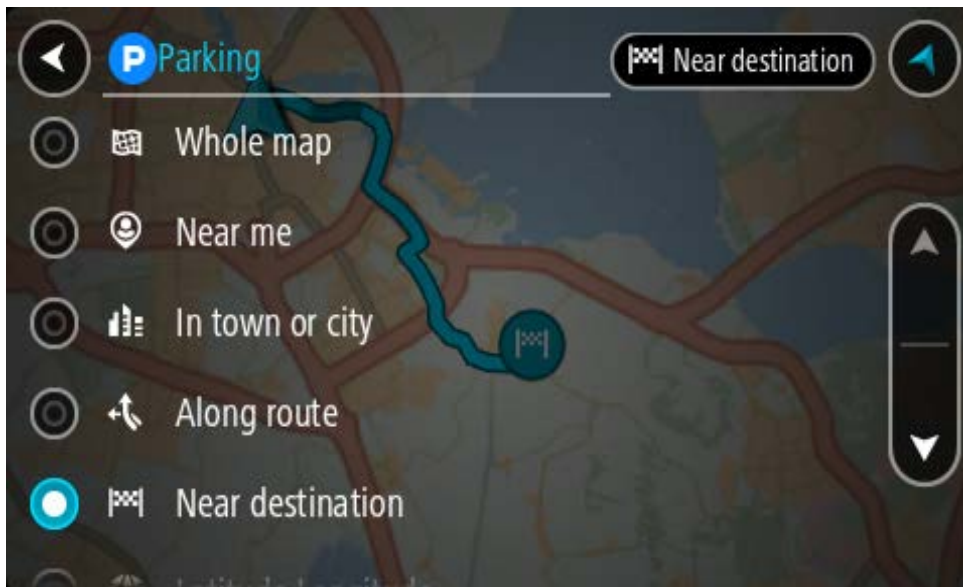 P Parking
Near destination
Whole map
Near me
In town or city
Along route
Near destination